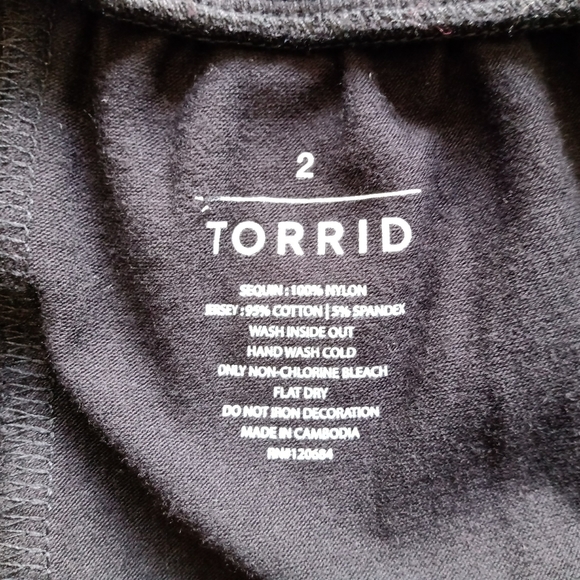 2
TORRID
SEQUIN : 100% NYLON
JERSEY : 95% COTTON | 5% SPANDEX
WASH INSIDE OUT
HAND WASH COLD
ONLY NON-CHLORINE BLEACH
FLAT DRY
DO NOT IRON DECORATION
MADE IN CAMBODIA
RN#120684